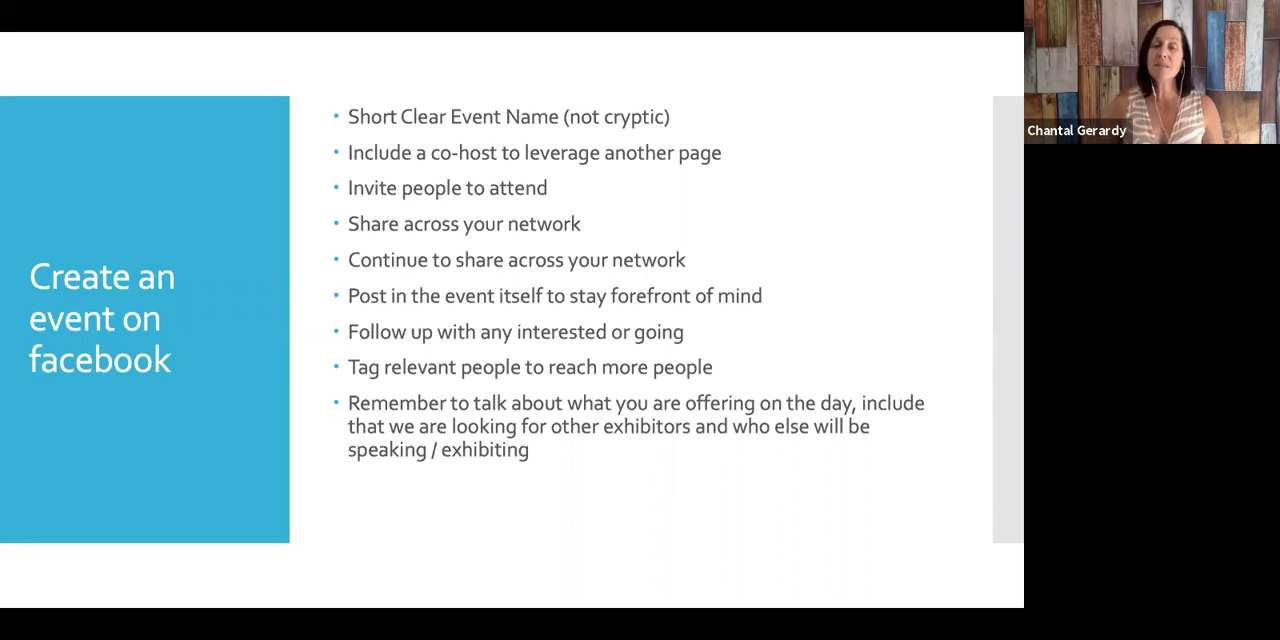 Create an
event on
facebook
Short Clear Event Name (not cryptic)
Include a co-host to leverage another page
Invite people to attend
Share across your network
Continue to share across your network
Post in the event itself to stay forefront of mind
Follow up with any interested or going
Tag relevant people to reach more people
Remember to talk about what you are offering on the day, include
that we are looking for other exhibitors and who else will be
speaking / exhibiting
Chantal Gerardy